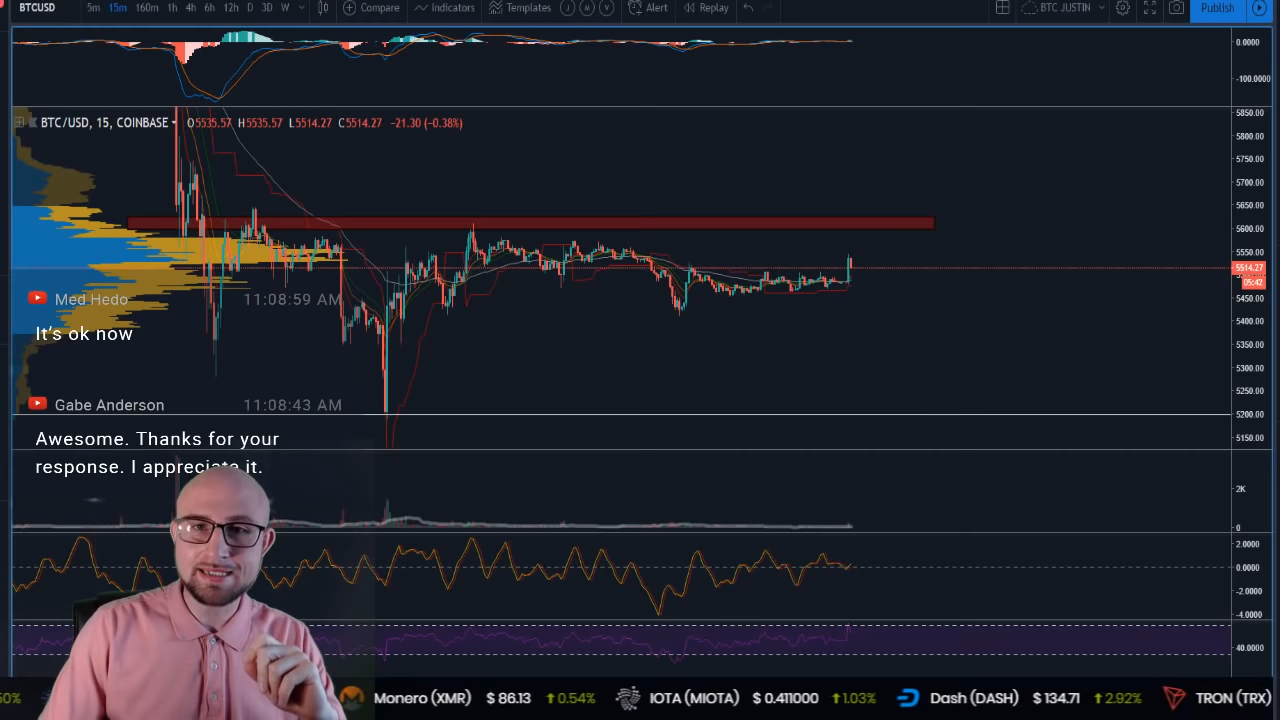 BTCUSD 5m 15m 160m 1h 4h 6h 12h D 3D W Compare Indicators Templates J M V Alert Replay BTC JUSTIN Publish
0.0000
-100.0000
BTC/USD, 15, COINBASE O5535.57 H5535.57 L5514.27 C5514.27 -21.30 (-0.38%)
5850.00
5800.00
5750.00
5700.00
5650.00
5600.00
5550.00
5514.27
05:42
5450.00
5400.00
5350.00
5300.00
5250.00
5200.00
5150.00
Med Hedo 11:08:59 AM
It's ok now
Gabe Anderson 11:08:43 AM
Awesome. Thanks for your
response. I appreciate it.
2K
0
2.0000
0.0000
-2.0000
-4.0000
40.0000
50% Monero (XMR) $ 86.13 ↑0.54% IOTA (MIOTA) $ 0.411000 ↑1.03% Dash (DASH) $ 134.71 ↑2.92% TRON (TRX)